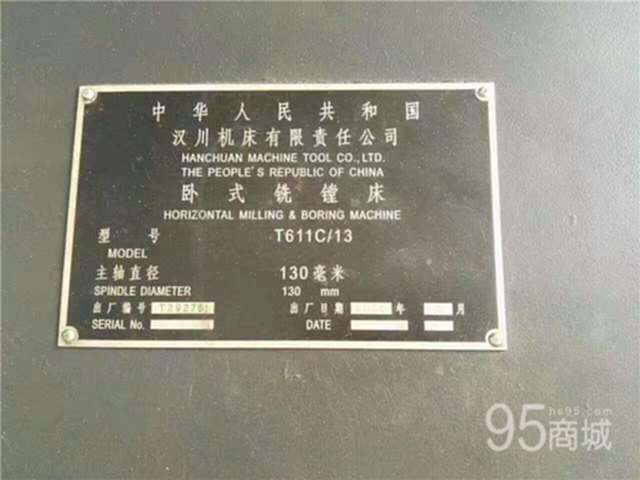 中华人民共和国
汉川机床有限责任公司
HANCHUAN MACHINE TOOL CO.,LTD.
THE PEOPLE'S REPUBLIC OF CHINA
卧式铣镗床
HORIZONTAL MILLING & BORING MACHINE
型 号 T611C/13
MODEL
主轴直径 130毫米
SPINDLE DIAMETER 130 mm
出厂编号 出厂日期 年 月
SERIAL No. DATE
hs95.com
95商城